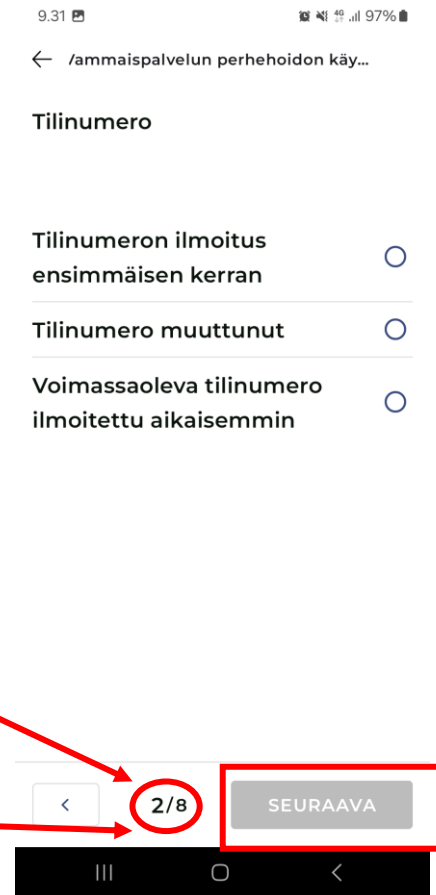 9.31
4G 97%
/ammaispalvelun perhehoidon käy...
Tilinumero
Tilinumeron ilmoitus
ensimmäisen kerran
Tilinumero muuttunut
Voimassaoleva tilinumero
ilmoitettu aikaisemmin
2/8
SEURAAVA